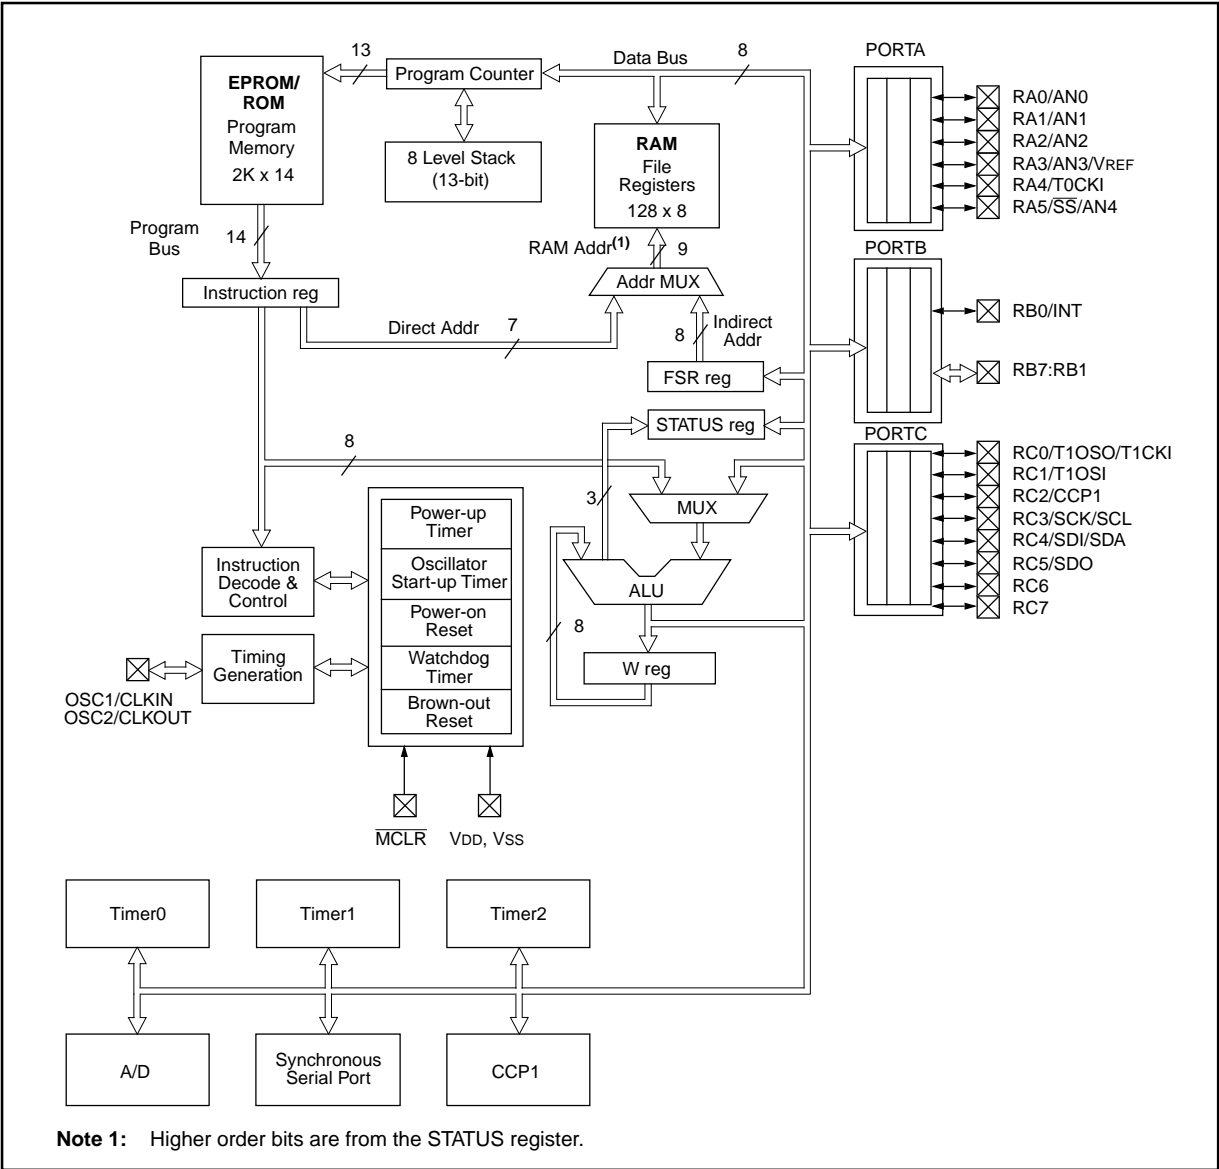 13
Data Bus
8
PORTA
EPROM/
ROM
Program
Memory
2K x 14
Program Counter
8 Level Stack
(13-bit)
RAM
File
Registers
128 x 8
RA0/AN0
RA1/AN1
RA2/AN2
RA3/AN3/VREF
RA4/T0CKI
RA5/SS/AN4
Program
Bus
14
RAM Addr(1)
9
PORTB
Instruction reg
Addr MUX
Direct Addr
7
8
Indirect
Addr
RB0/INT
RB7:RB1
FSR reg
STATUS reg
PORTC
8
3
MUX
RC0/T1OSO/T1CKI
RC1/T1OSI
RC2/CCP1
RC3/SCK/SCL
RC4/SDI/SDA
RC5/SDO
RC6
RC7
Power-up
Timer
Oscillator
Start-up Timer
Power-on
Reset
Watchdog
Timer
Brown-out
Reset
Instruction
Decode &
Control
ALU
8
W reg
Timing
Generation
OSC1/CLKIN
OSC2/CLKOUT
MCLR
VDD, VSS
Timer0
Timer1
Timer2
A/D
Synchronous
Serial Port
CCP1
Note 1: Higher order bits are from the STATUS register.